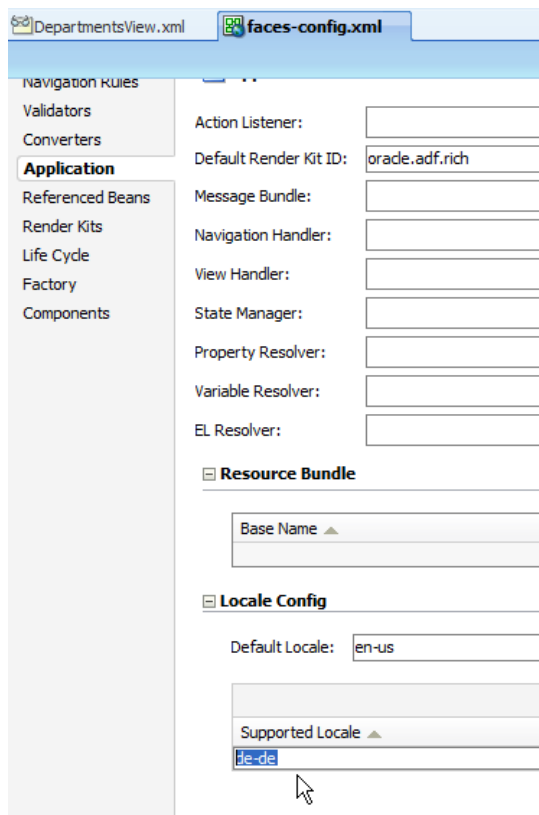 DepartmentsView.xml
faces-config.xml
Navigation Rules
Validators
Converters
Application
Referenced Beans
Render Kits
Life Cycle
Factory
Components
Action Listener:
Default Render Kit ID: oracle.adf.rich
Message Bundle:
Navigation Handler:
View Handler:
State Manager:
Property Resolver:
Variable Resolver:
EL Resolver:
Resource Bundle
Base Name
Locale Config
Default Locale: en-us
Supported Locale
de-de